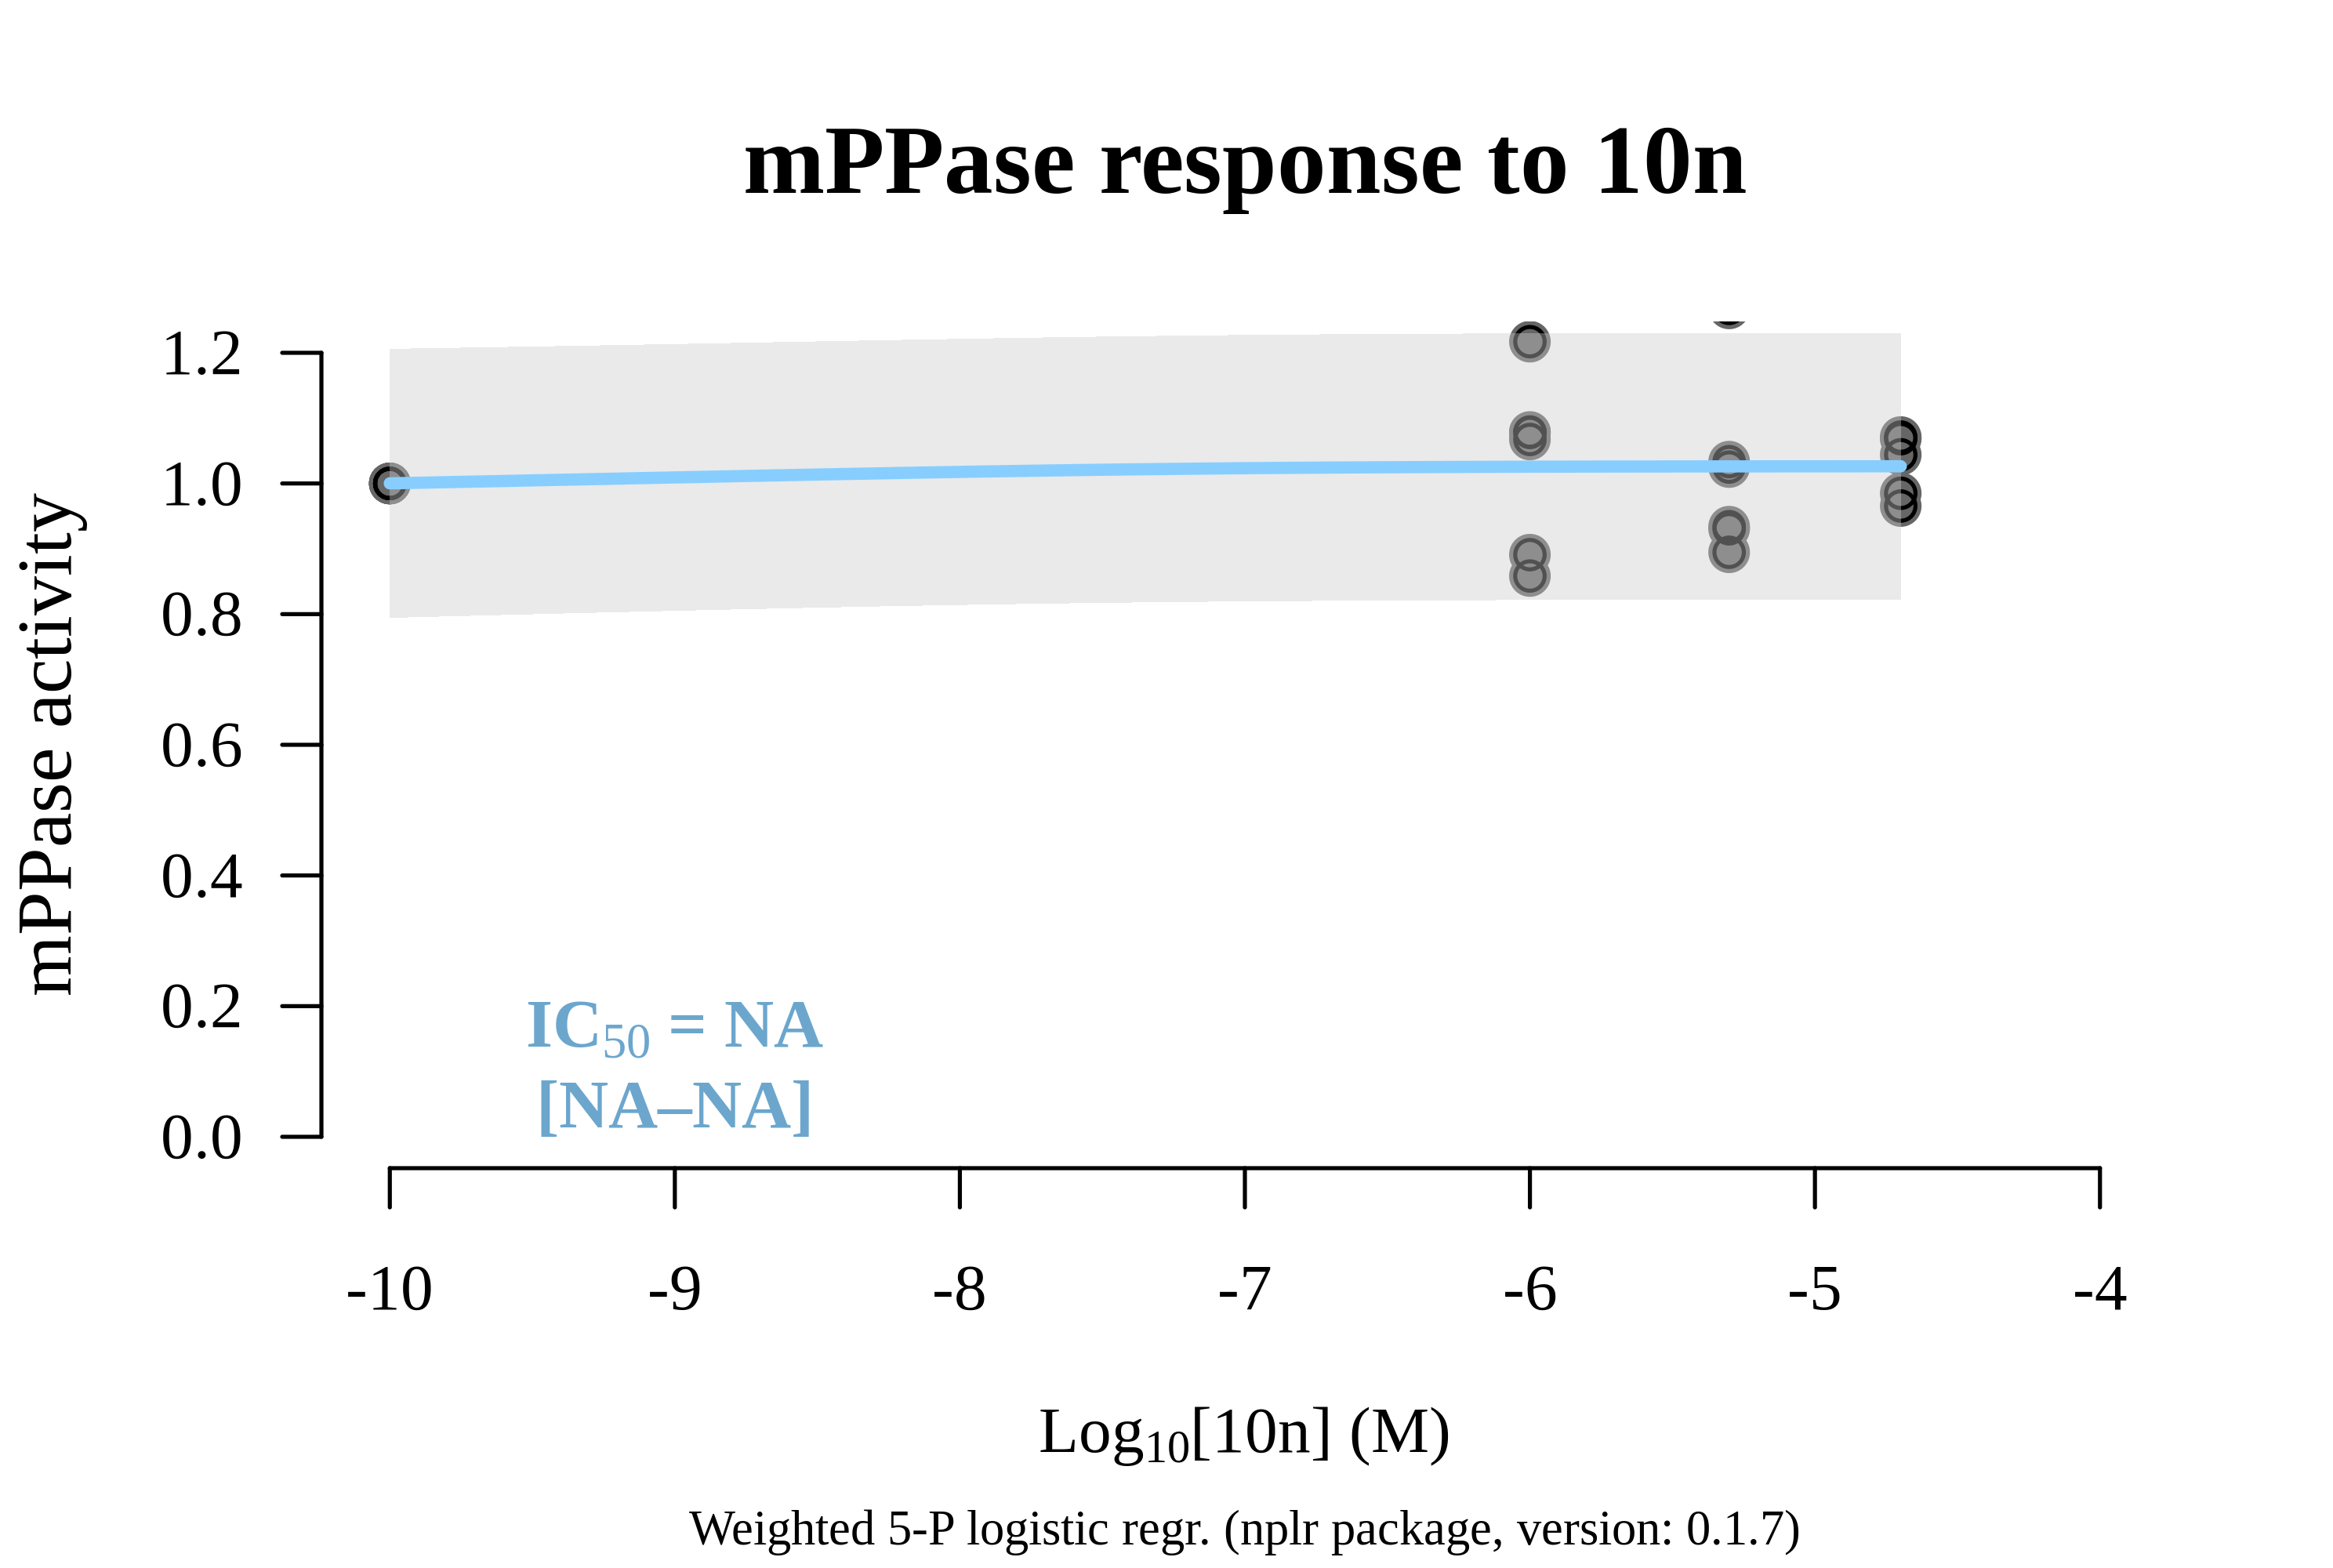 mPPase response to 10n
mPPase activity
1.2
1.0
0.8
0.6
0.4
0.2
0.0
IC50 = NA
[NA–NA]
-10 -9 -8 -7 -6 -5 -4
Log10[10n] (M)
Weighted 5-P logistic regr. (nplr package, version: 0.1.7)